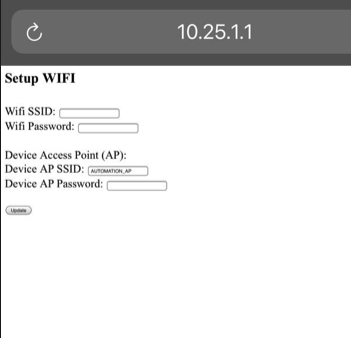 10.25.1.1
Setup WIFI
Wifi SSID:
Wifi Password:
Device Access Point (AP):
Device AP SSID: AUTOMATION_AP
Device AP Password:
Update